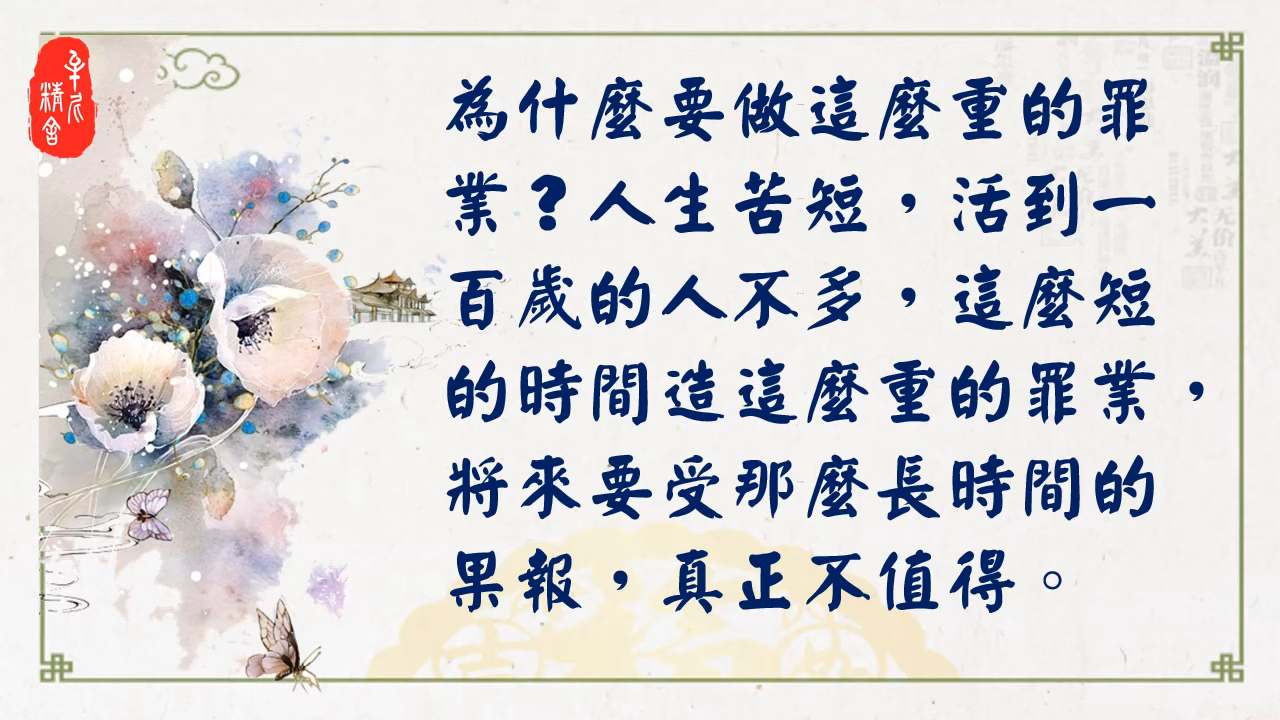 精舍
為什麼要做這麼重的罪
業?人生苦短,活到一
百歲的人不多,這麼短
的時間造這麼重的罪業,
將來要受那麼長時間的
果報,真正不值得。